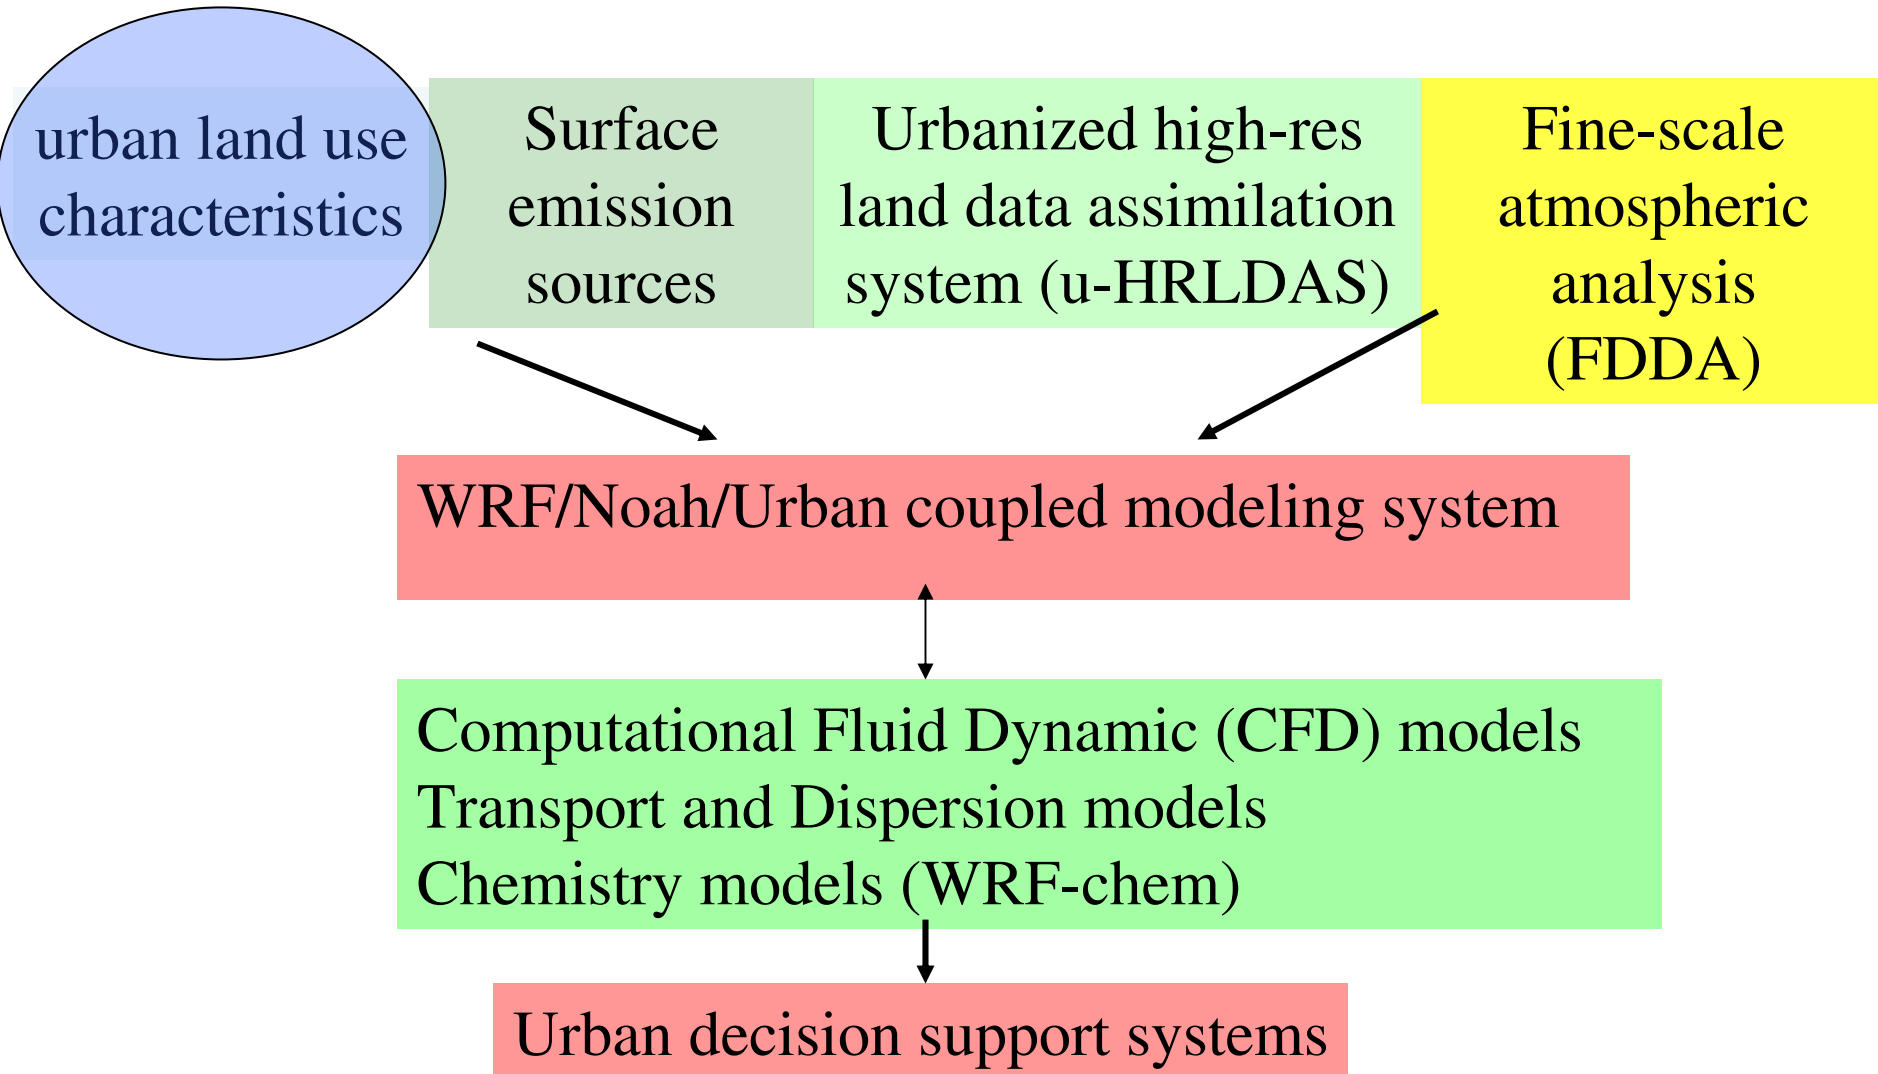 urban land use
characteristics
Surface
emission
sources
Urbanized high-res
land data assimilation
system (u-HRLDAS)
Fine-scale
atmospheric
analysis
(FDDA)
WRF/Noah/Urban coupled modeling system
Computational Fluid Dynamic (CFD) models
Transport and Dispersion models
Chemistry models (WRF-chem)
Urban decision support systems